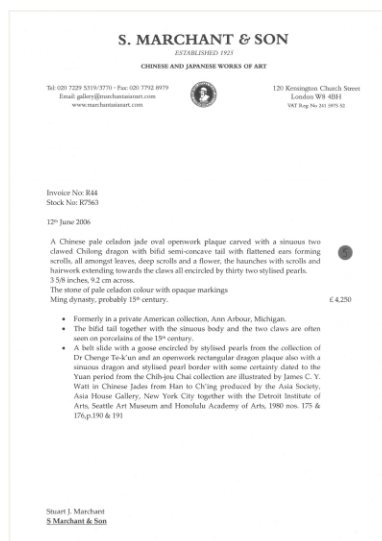 S. MARCHANT & SON
ESTABLISHED 1925
CHINESE AND JAPANESE WORKS OF ART
Tel: 020 7229 5319/3770 · Fax: 020 7792 8979
Email: gallery@marchantasianart.com
www.marchantasianart.com
120 Kensington Church Street
London W8 4BH
VAT Reg No 241 5975 52
Invoice No: R44
Stock No: R7563
12th June 2006
A Chinese pale celadon jade oval openwork plaque carved with a sinuous two
clawed Chilong dragon with bifid semi-concave tail with flattened ears forming
scrolls, all amongst leaves, deep scrolls and a flower, the haunches with scrolls and
hairwork extending towards the claws all encircled by thirty two stylised pearls.
3 5/8 inches, 9.2 cm across.
The stone of pale celadon colour with opaque markings
Ming dynasty, probably 15th century.
£ 4,250
5
• Formerly in a private American collection, Ann Arbour, Michigan.
• The bifid tail together with the sinuous body and the two claws are often
seen on porcelains of the 15th century.
• A belt slide with a goose encircled by stylised pearls from the collection of
Dr Chenge Te-k'un and an openwork rectangular dragon plaque also with a
sinuous dragon and stylised pearl border with some certainty dated to the
Yuan period from the Chih-jou Chai collection are illustrated by James C. Y.
Watt in Chinese Jades from Han to Ch'ing produced by the Asia Society,
Asia House Gallery, New York City together with the Detroit Institute of
Arts, Seattle Art Museum and Honolulu Academy of Arts, 1980 nos. 175 &
176,p.190 & 191
Stuart J. Marchant
S Marchant & Son